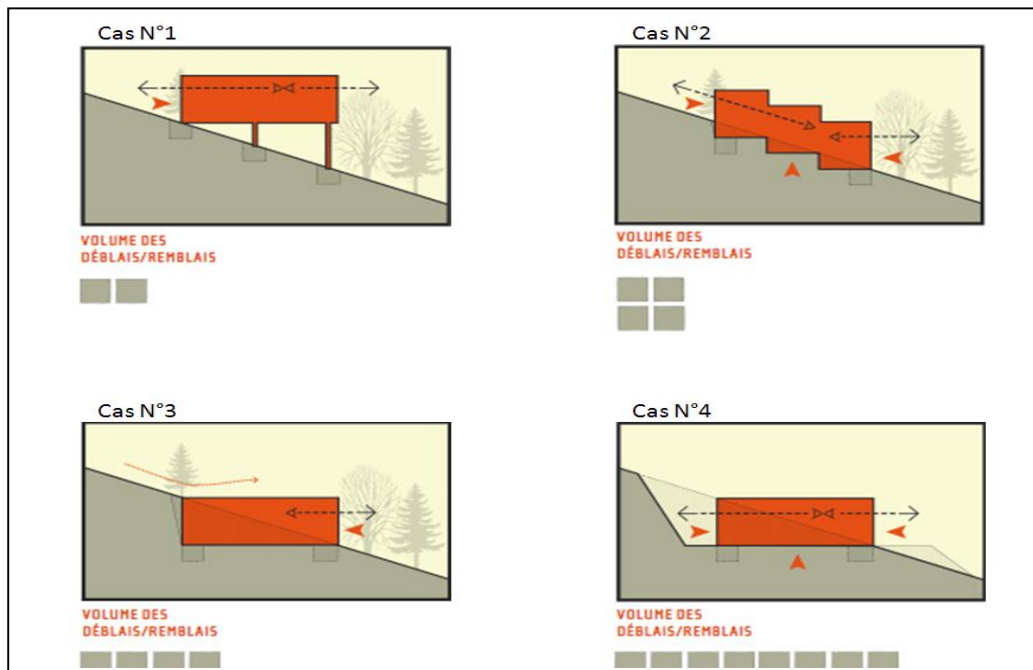 Cas N°1
VOLUME DES
DÉBLAIS/REMBLAIS
Cas N°2
VOLUME DES
DÉBLAIS/REMBLAIS
Cas N°3
VOLUME DES
DÉBLAIS/REMBLAIS
Cas N°4
VOLUME DES
DÉBLAIS/REMBLAIS